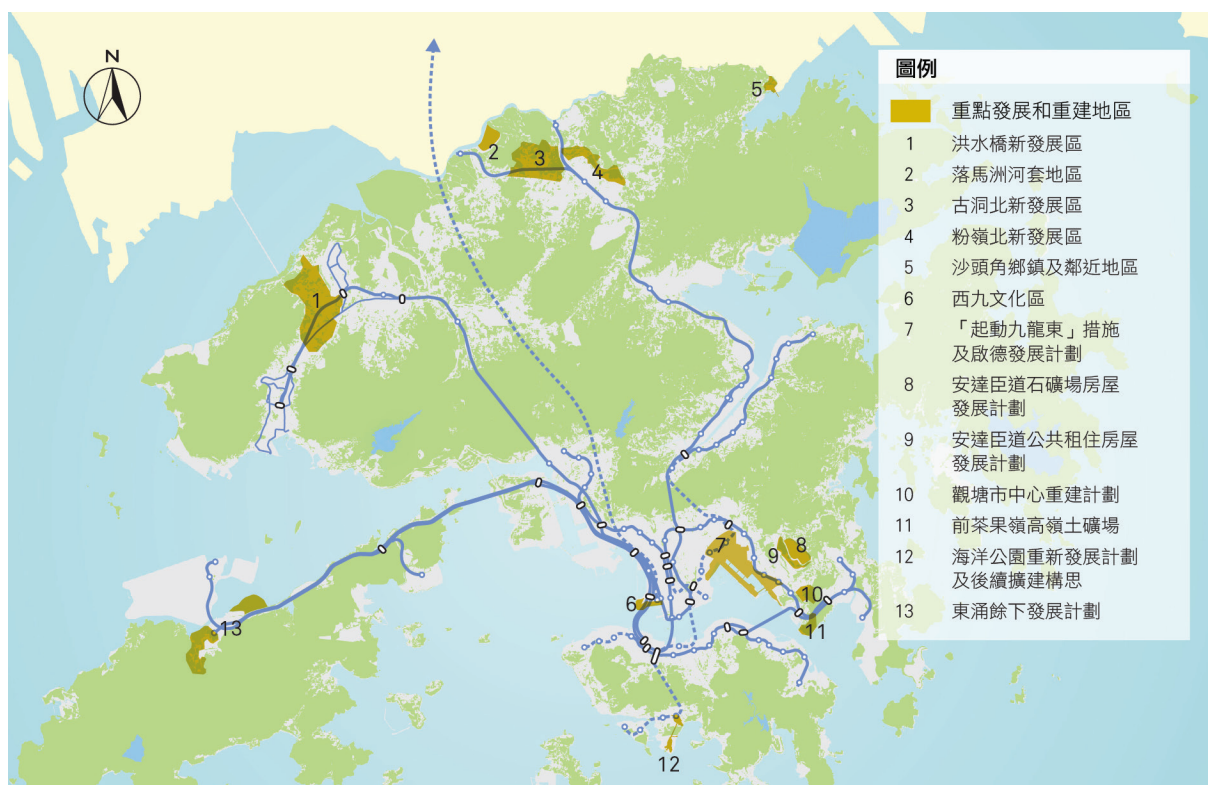 N
圖例
重點發展和重建地區
1 洪水橋新發展區
2 落馬洲河套地區
3 古洞北新發展區
4 粉嶺北新發展區
5 沙頭角鄉鎮及鄰近地區
6 西九文化區
7 「起動九龍東」措施
及啟德發展計劃
8 安達臣道石礦場房屋
發展計劃
9 安達臣道公共租住房屋
發展計劃
10 觀塘市中心重建計劃
11 前茶果嶺高嶺土礦場
12 海洋公園重新發展計劃
及後續擴建構思
13 東涌餘下發展計劃
5
2
3
4
1
7
9
8
6
10
11
13
12